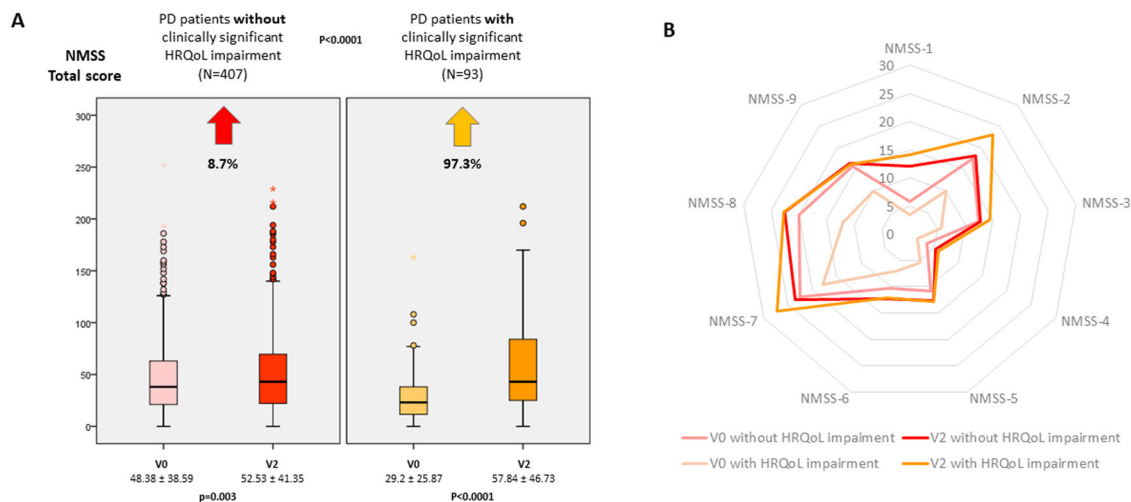 A
NMSS
Total score
PD patients without
clinically significant
HRQoL impairment
(N=407)
P<0.0001
PD patients with
clinically significant
HRQoL impairment
(N=93)
300
250
200
150
100
50
0
8.7%
97.3%
V0
V2
V0
V2
48.38 ± 38.59
52.53 ± 41.35
29.2 ± 25.87
57.84 ± 46.73
p=0.003
P<0.0001
B
NMSS-1
NMSS-2
NMSS-3
NMSS-4
NMSS-5
NMSS-6
NMSS-7
NMSS-8
NMSS-9
30
25
20
15
10
5
0
V0 without HRQoL impaiment
V2 without HRQoL impairment
V0 with HRQoL impairment
V2 with HRQoL impairment